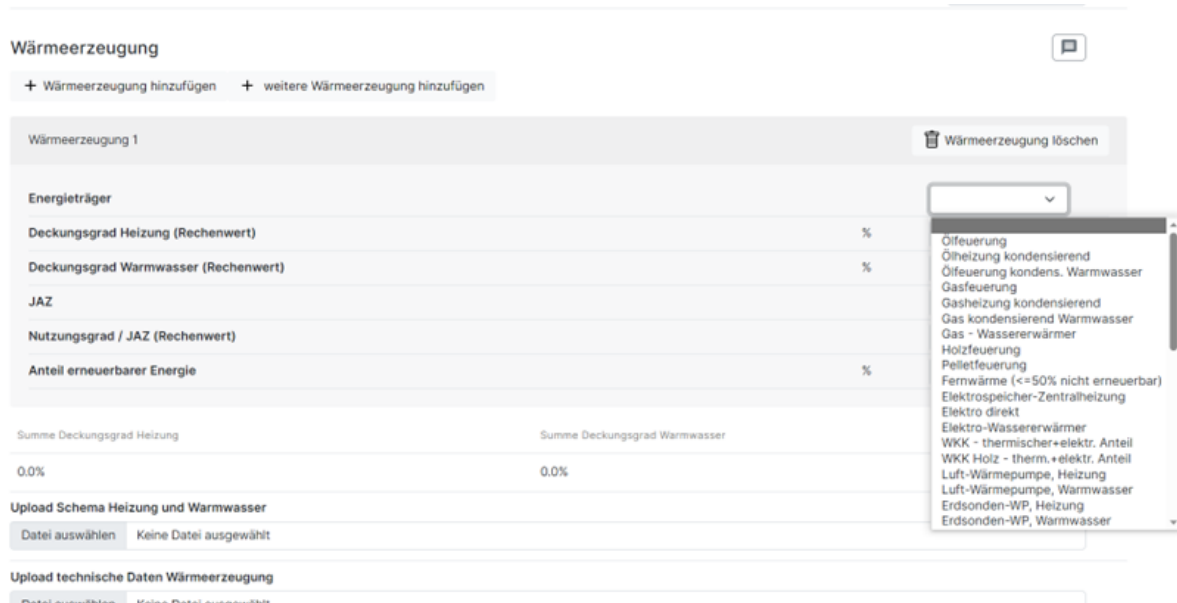 Wärmeerzeugung
+ Wärmeerzeugung hinzufügen + weitere Wärmeerzeugung hinzufügen
Wärmeerzeugung 1
Wärmeerzeugung löschen
Energieträger
Deckungsgrad Heizung (Rechenwert) %
Deckungsgrad Warmwasser (Rechenwert) %
JAZ
Nutzungsgrad / JAZ (Rechenwert)
Anteil erneuerbarer Energie %
Ölfeuerung
Ölheizung kondensierend
Ölfeuerung kondens. Warmwasser
Gasfeuerung
Gasheizung kondensierend
Gas kondensierend Warmwasser
Gas - Wassererwärmer
Holzfeuerung
Pelletfeuerung
Fernwärme (<=50% nicht erneuerbar)
Elektrospeicher-Zentralheizung
Elektro direkt
Elektro-Wassererwärmer
WKK - thermischer+elektr. Anteil
WKK Holz - therm.+elektr. Anteil
Luft-Wärmepumpe, Heizung
Luft-Wärmepumpe, Warmwasser
Erdsonden-WP, Heizung
Erdsonden-WP, Warmwasser
Summe Deckungsgrad Heizung Summe Deckungsgrad Warmwasser
0.0% 0.0%
Upload Schema Heizung und Warmwasser
Datei auswählen Keine Datei ausgewählt
Upload technische Daten Wärmeerzeugung
Datei auswählen Keine Datei ausgewählt